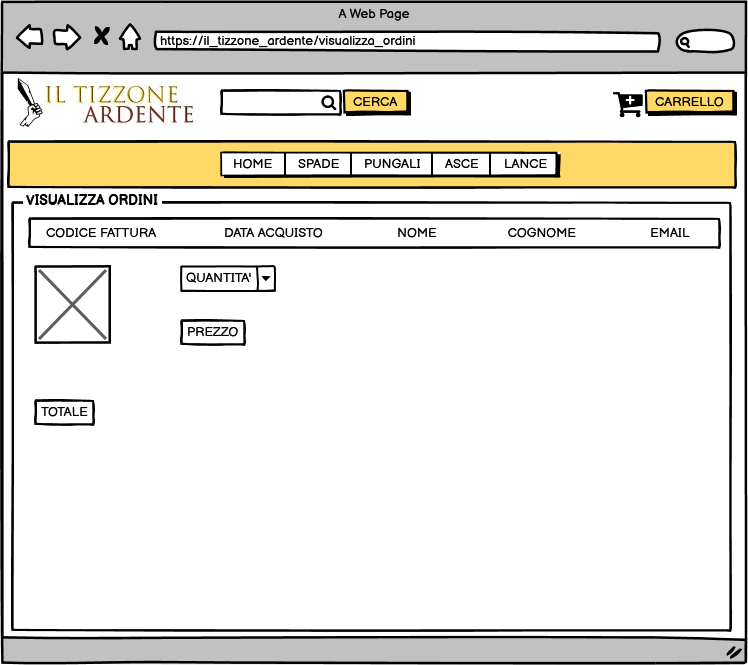 A Web Page
https://il_tizzone_ardente/visualizza_ordini
IL TIZZONE
ARDENTE
CERCA
CARRELLO
HOME SPADE PUNGALI ASCE LANCE
VISUALIZZA ORDINI
CODICE FATTURA DATA ACQUISTO NOME COGNOME EMAIL
QUANTITA'
PREZZO
TOTALE